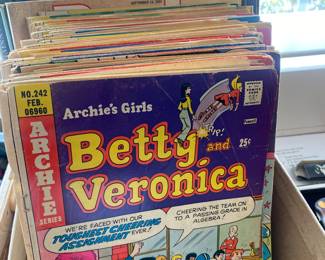 NO. 242
FEB.
06960
ARCHIE
SERIES
Archie's Girls
Betty and
Veronica
25¢
RIP!
WE'RE FACED WITH OUR
TOUGHEST CHEERING
ASSIGNMENT EVER!
CHEERING THE TEAM ON
TO A PASSING GRADE IN
ALGEBRA!